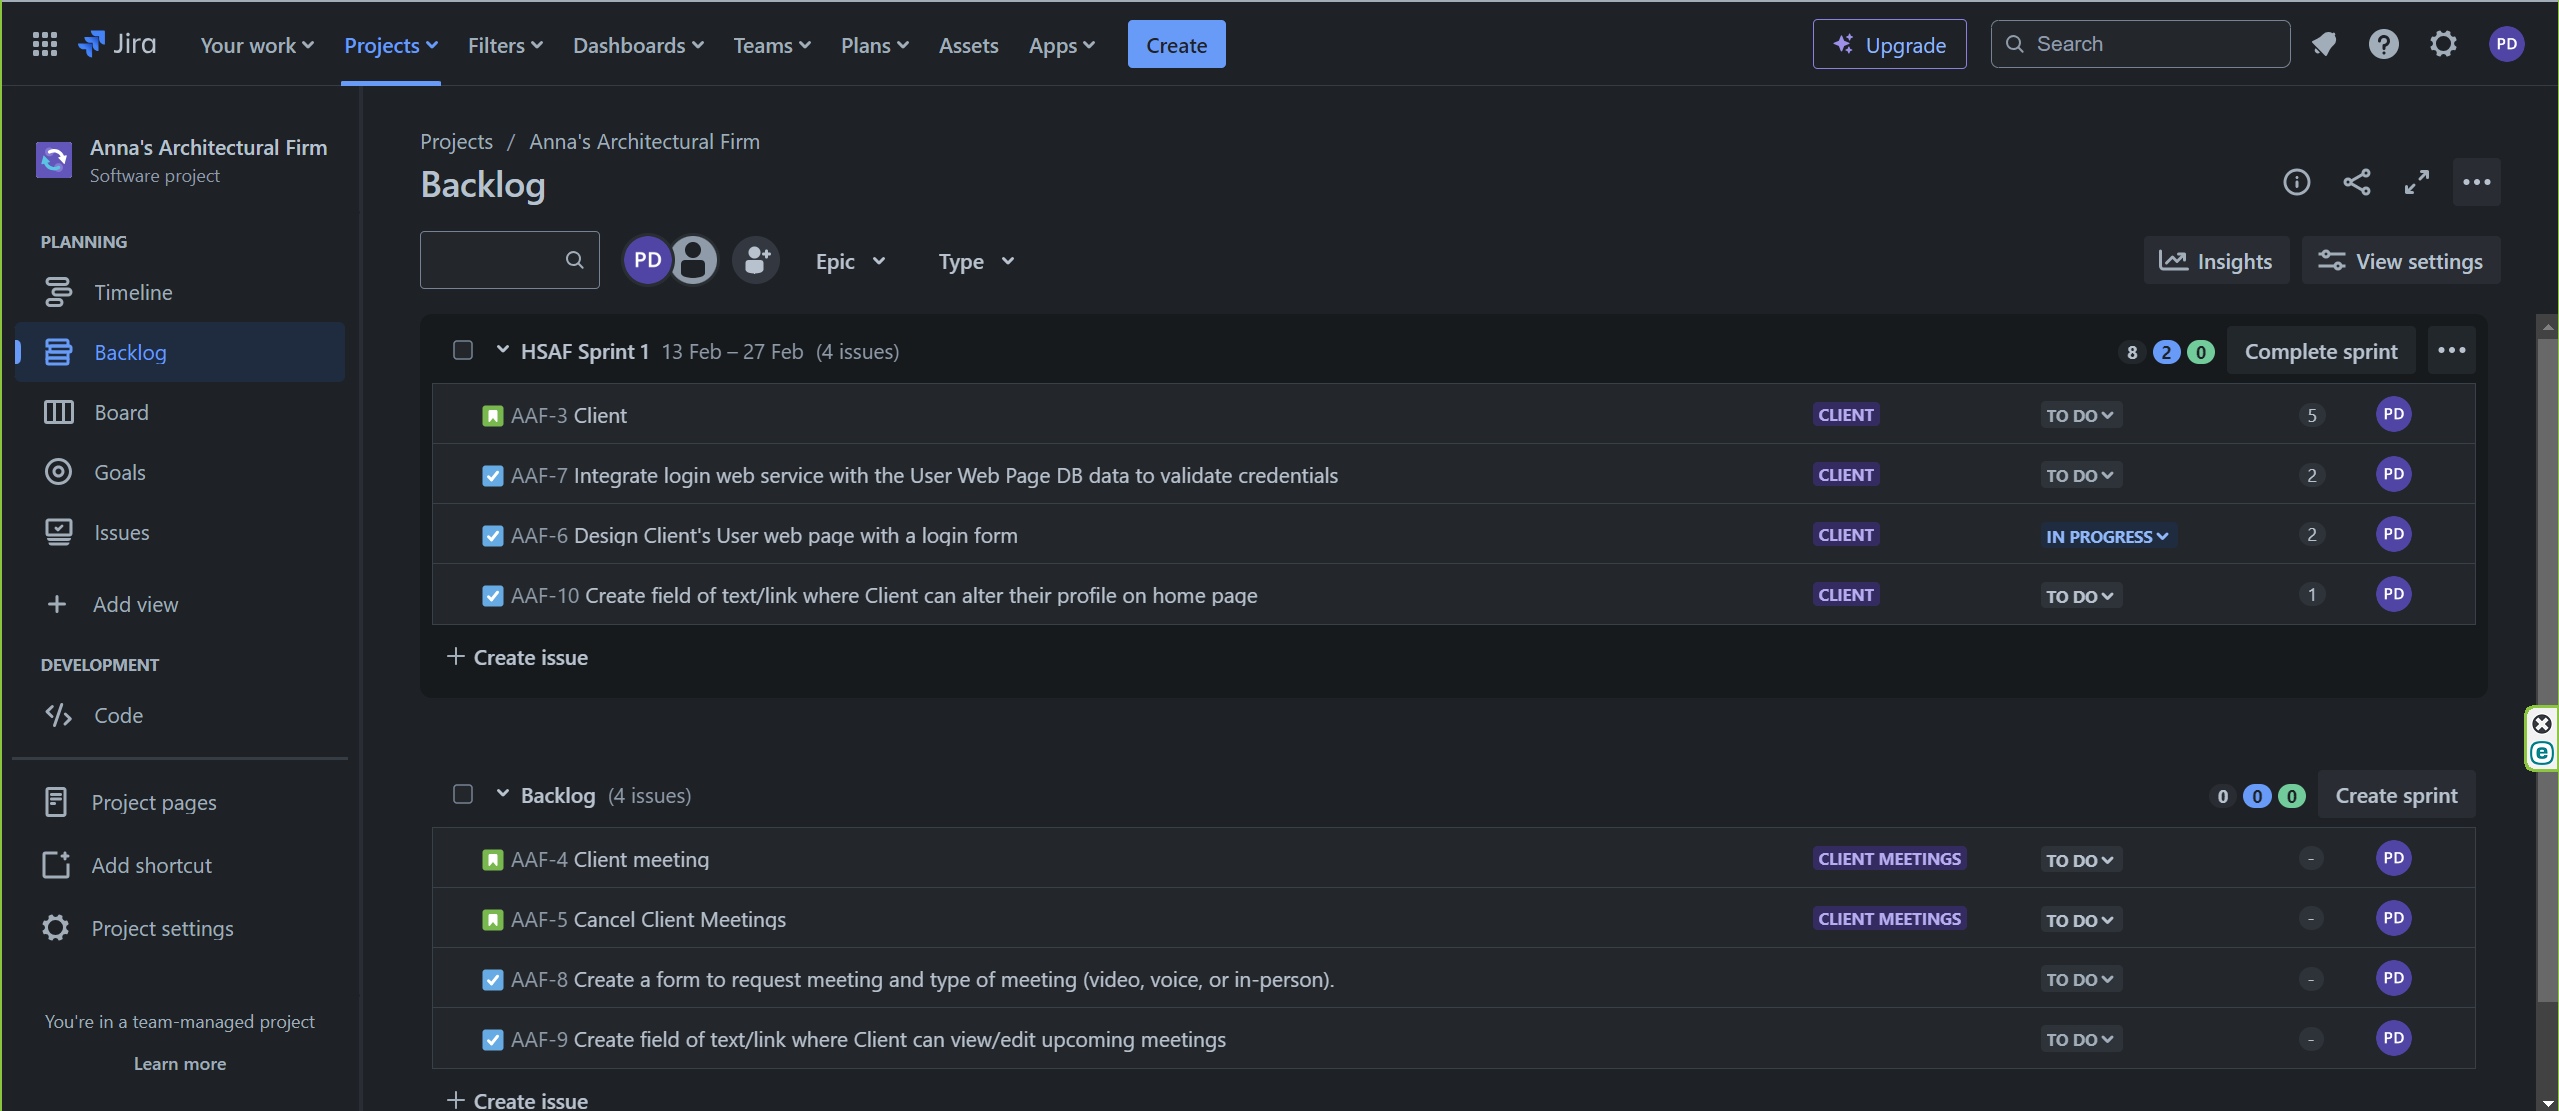 Jira Your work Projects Filters Dashboards Teams Plans Assets Apps Create Upgrade Search PD
Anna's Architectural Firm
Software project
PLANNING
Timeline
Backlog
Board
Goals
Issues
Add view
DEVELOPMENT
Code
Project pages
Add shortcut
Project settings
You're in a team-managed project
Learn more
Projects / Anna's Architectural Firm
Backlog
PD Epic Type Insights View settings
HSAF Sprint 1 13 Feb – 27 Feb (4 issues) 8 2 0 Complete sprint
AAF-3 Client CLIENT TO DO 5 PD
AAF-7 Integrate login web service with the User Web Page DB data to validate credentials CLIENT TO DO 2 PD
AAF-6 Design Client's User web page with a login form CLIENT IN PROGRESS 2 PD
AAF-10 Create field of text/link where Client can alter their profile on home page CLIENT TO DO 1 PD
+ Create issue
Backlog (4 issues) 0 0 0 Create sprint
AAF-4 Client meeting CLIENT MEETINGS TO DO - PD
AAF-5 Cancel Client Meetings CLIENT MEETINGS TO DO - PD
AAF-8 Create a form to request meeting and type of meeting (video, voice, or in-person). TO DO - PD
AAF-9 Create field of text/link where Client can view/edit upcoming meetings TO DO - PD
+ Create issue